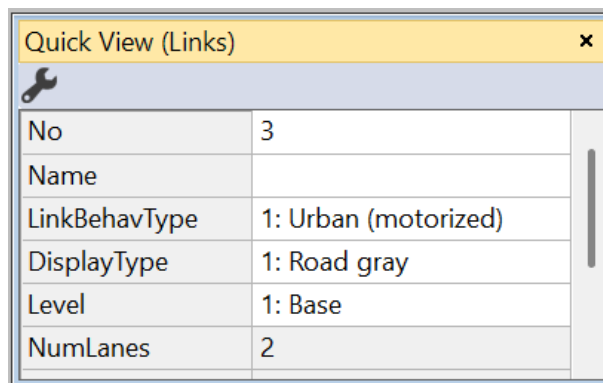 Quick View (Links) ×
No 3
Name
LinkBehavType 1: Urban (motorized)
DisplayType 1: Road gray
Level 1: Base
NumLanes 2